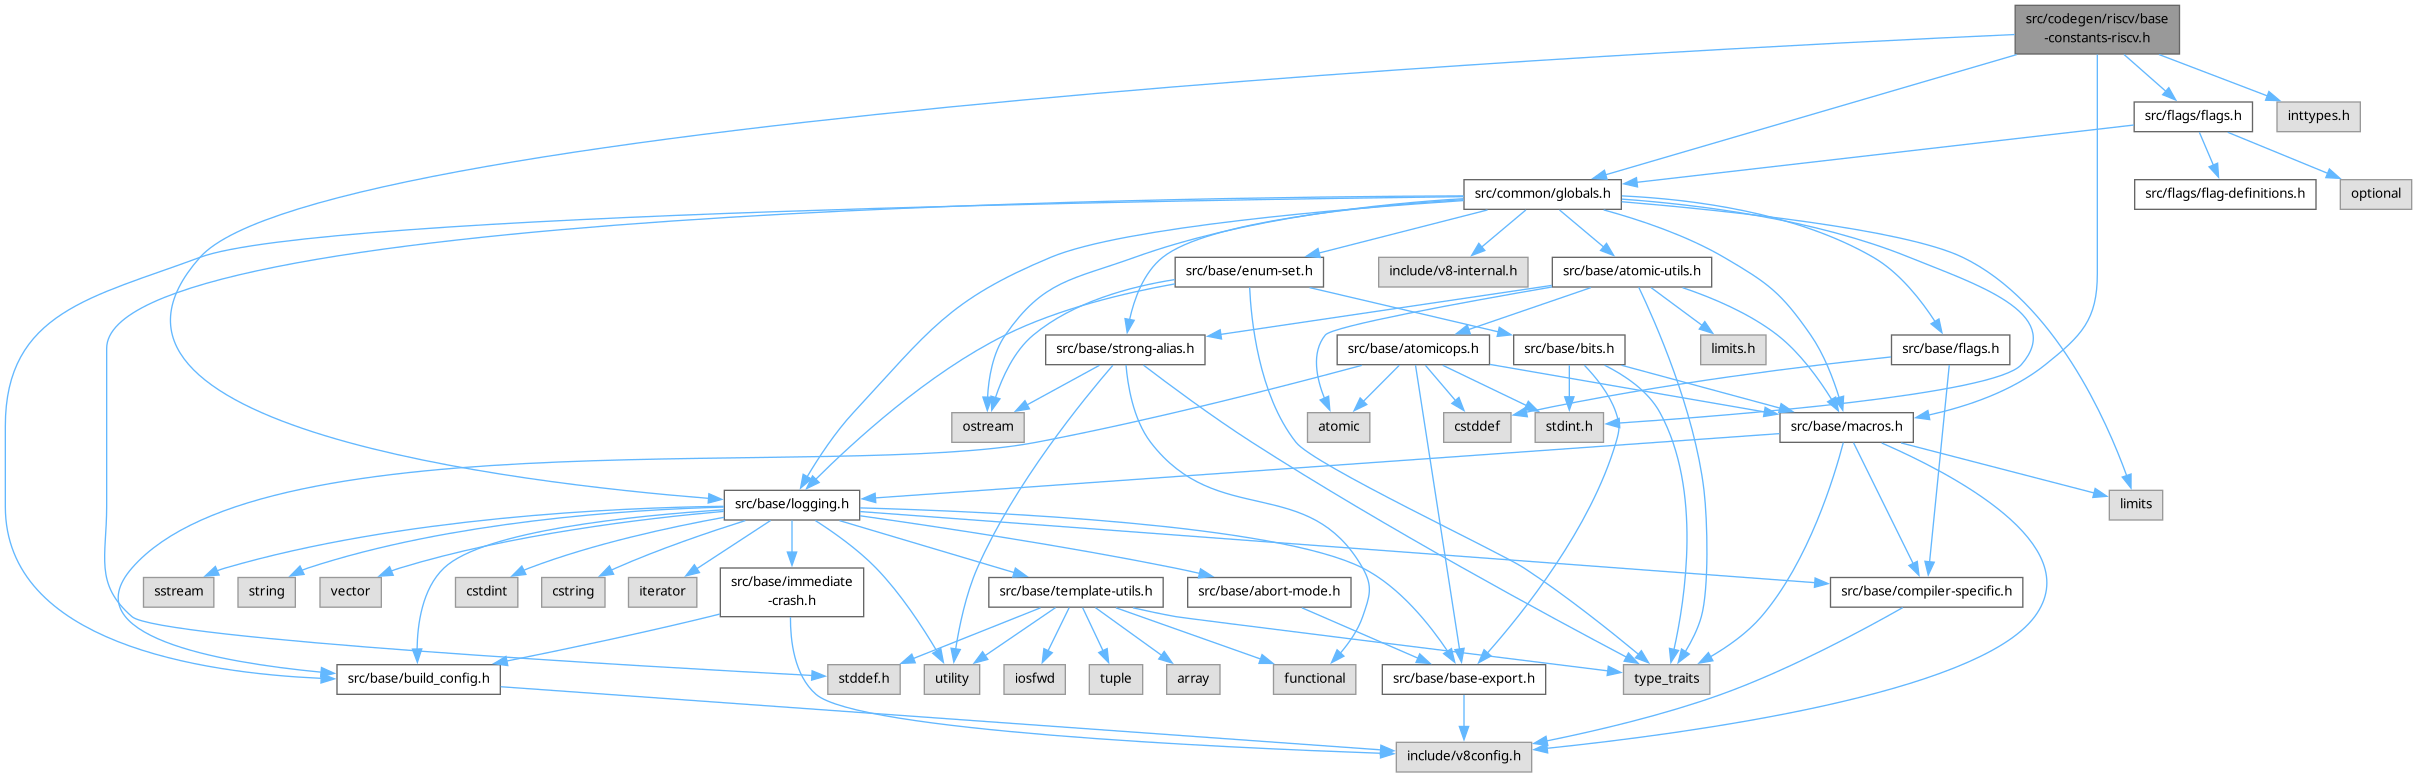 src/codegen/riscv/base
-constants-riscv.h
src/flags/flags.h
inttypes.h
src/common/globals.h
src/flags/flag-definitions.h
optional
src/base/enum-set.h
include/v8-internal.h
src/base/atomic-utils.h
src/base/strong-alias.h
src/base/atomicops.h
src/base/bits.h
limits.h
src/base/flags.h
ostream
atomic
cstddef
stdint.h
src/base/macros.h
src/base/logging.h
limits
sstream
string
vector
cstdint
cstring
iterator
src/base/immediate
-crash.h
src/base/template-utils.h
src/base/abort-mode.h
src/base/compiler-specific.h
src/base/build_config.h
stddef.h
utility
iosfwd
tuple
array
functional
src/base/base-export.h
type_traits
include/v8config.h